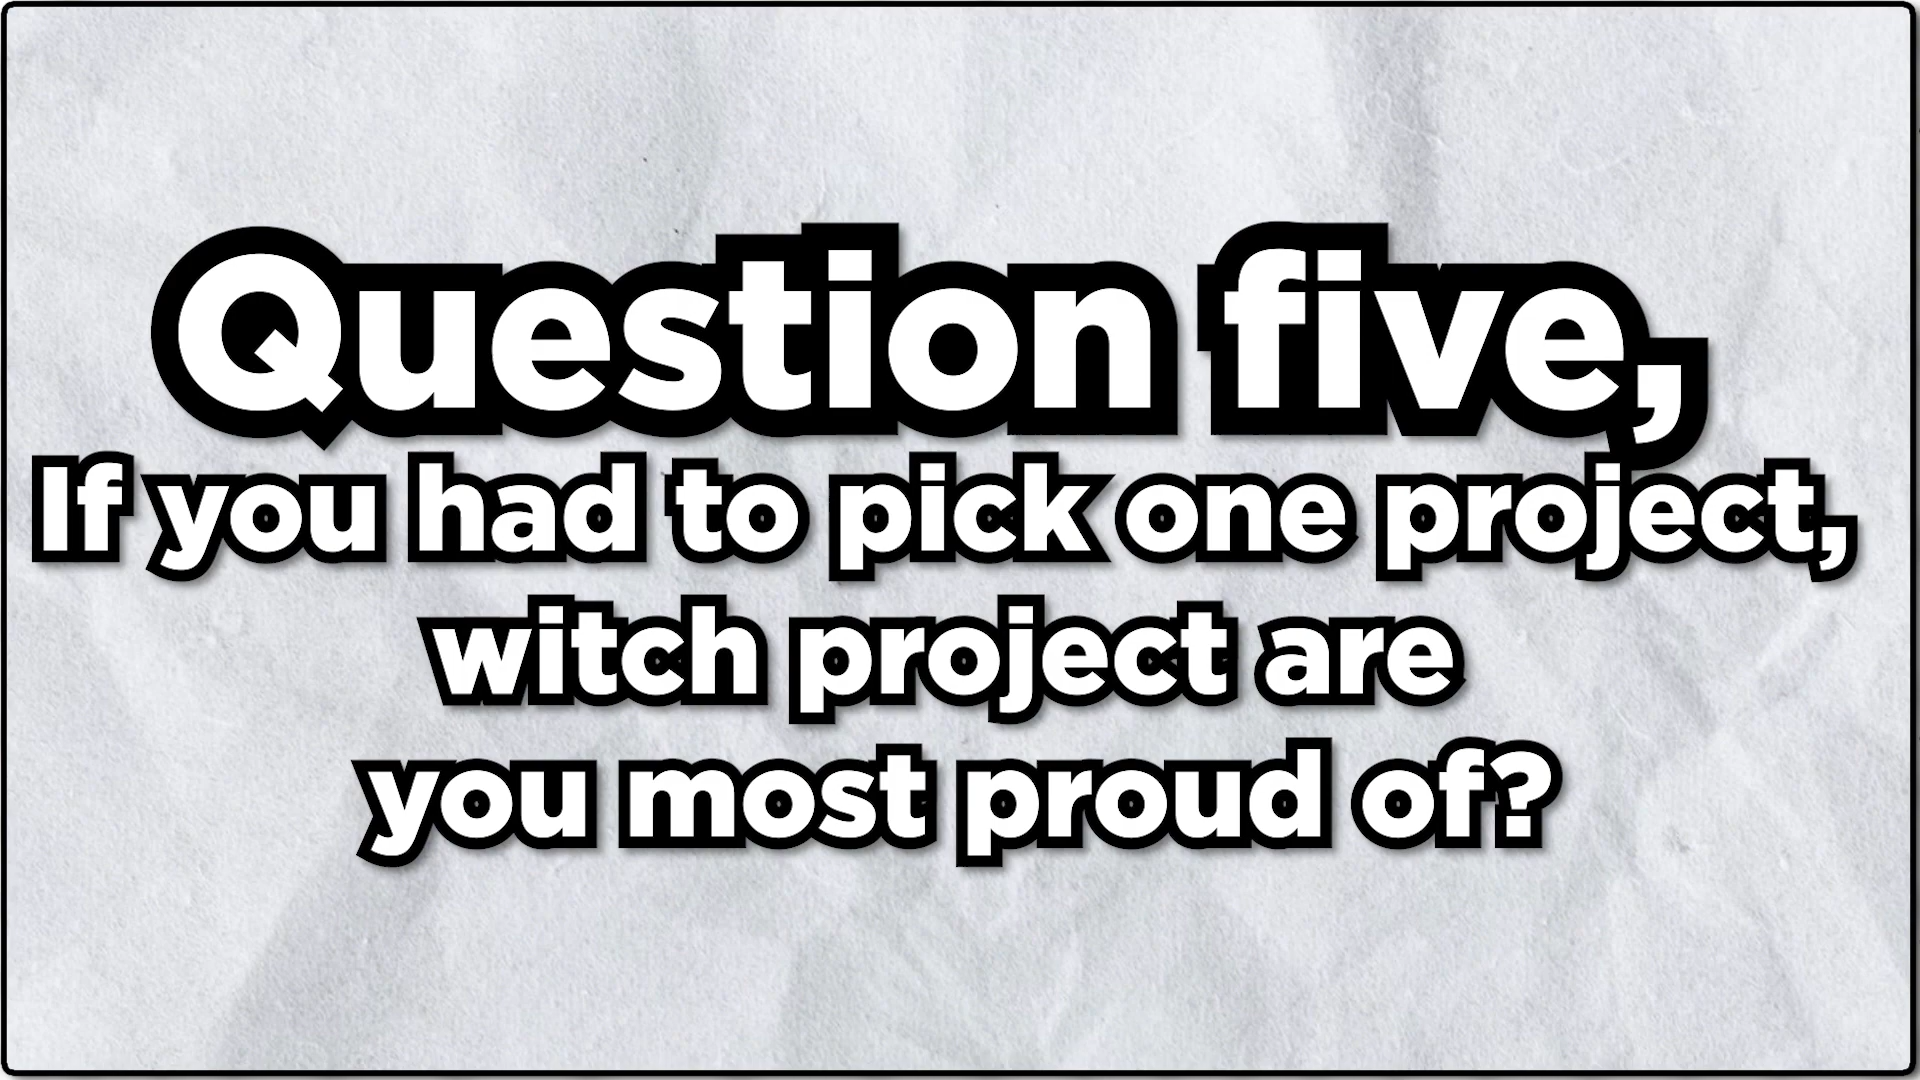 Question five,
If you had to pick one project,
witch project are
you most proud of?